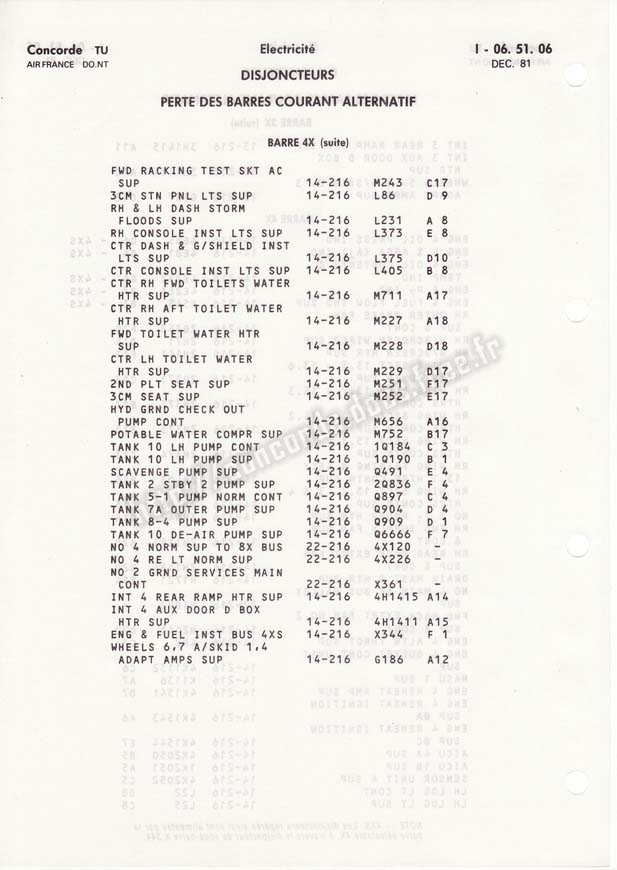 Concorde TU Electricité I - 06. 51. 06
AIR FRANCE DO.NT DEC. 81
DISJONCTEURS
PERTE DES BARRES COURANT ALTERNATIF
BARRE 4X (suite)
FWD RACKING TEST SKT AC
SUP 14-216 M243 C17
3CM STN PNL LTS SUP 14-216 L86 D 9
RH & LH DASH STORM
FLOODS SUP 14-216 L231 A 8
RH CONSOLE INST LTS SUP 14-216 L373 E 8
CTR DASH & G/SHIELD INST
LTS SUP 14-216 L375 D10
CTR CONSOLE INST LTS SUP 14-216 L405 B 8
CTR RH FWD TOILETS WATER
HTR SUP 14-216 M711 A17
CTR RH AFT TOILET WATER
HTR SUP 14-216 M227 A18
FWD TOILET WATER HTR
SUP 14-216 M228 D18
CTR LH TOILET WATER
HTR SUP 14-216 M229 D17
2ND PLT SEAT SUP 14-216 M251 F17
3CM SEAT SUP 14-216 M252 E17
HYD GRND CHECK OUT
PUMP CONT 14-216 M656 A16
POTABLE WATER COMPR SUP 14-216 M752 B17
TANK 10 LH PUMP CONT 14-216 1Q184 C 3
TANK 10 LH PUMP SUP 14-216 1Q190 B 1
SCAVENGE PUMP SUP 14-216 Q491 E 4
TANK 2 STBY 2 PUMP SUP 14-216 2Q836 F 4
TANK 5-1 PUMP NORM CONT 14-216 Q897 C 4
TANK 7A OUTER PUMP SUP 14-216 Q904 D 4
TANK 8-4 PUMP SUP 14-216 Q909 D 1
TANK 10 DE-AIR PUMP SUP 14-216 Q6666 F 7
NO 4 NORM SUP TO 8X BUS 22-216 4X120 -
NO 4 RE LT NORM SUP 22-216 4X226 -
NO 2 GRND SERVICES MAIN
CONT 22-216 X361 -
INT 4 REAR RAMP HTR SUP 14-216 4H1415 A14
INT 4 AUX DOOR D BOX
HTR SUP 14-216 4H1411 A15
ENG & FUEL INST BUS 4XS 14-216 X344 F 1
WHEELS 6,7 A/SKID 1,4
ADAPT AMPS SUP 14-216 G186 A12